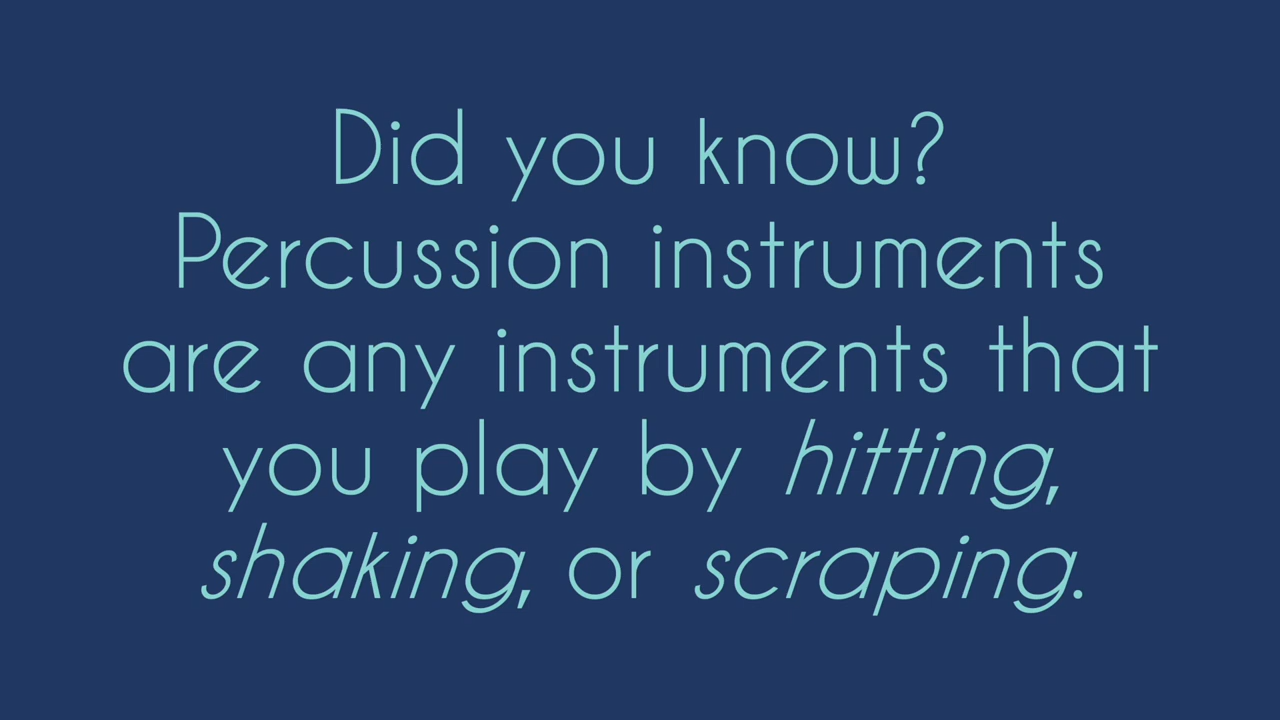 Did you know?
Percussion instruments
are any instruments that
you play by hitting,
shaking, or scraping.